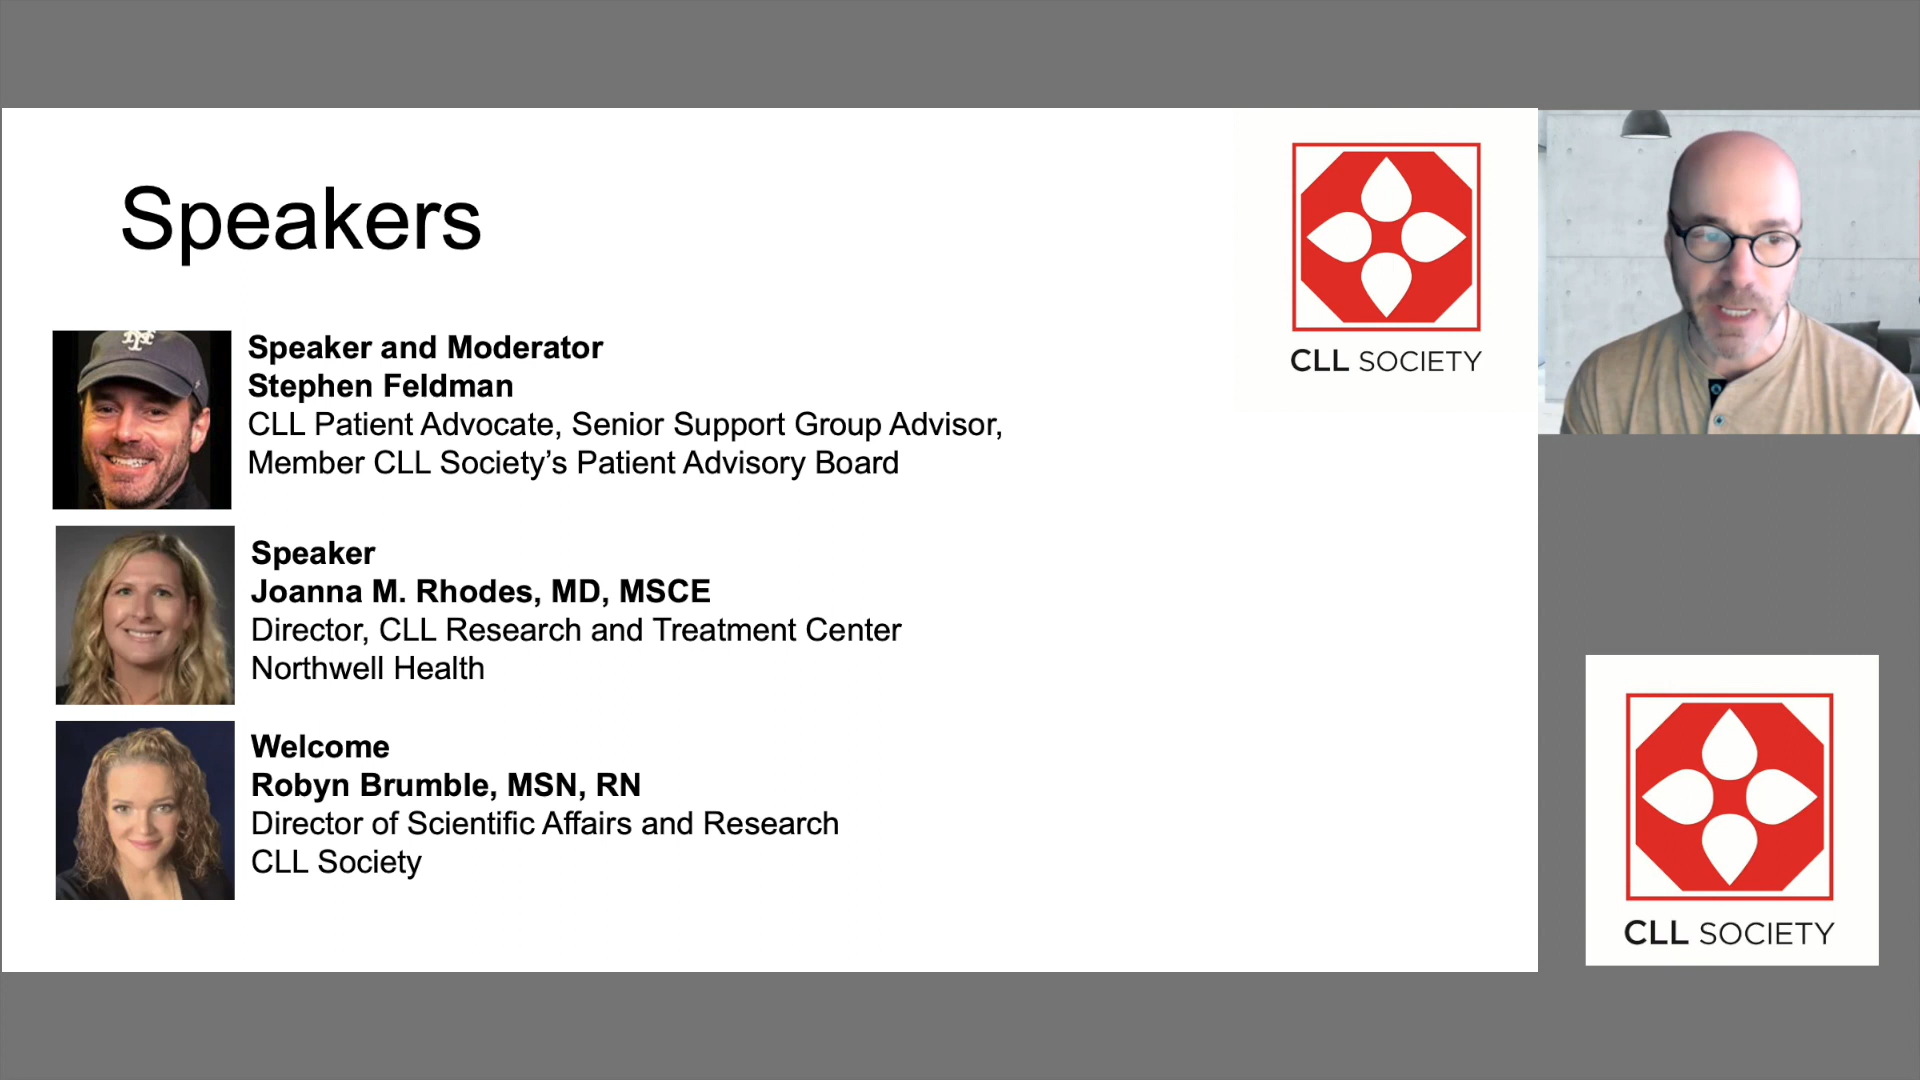 Speakers
Speaker and Moderator
Stephen Feldman
CLL Patient Advocate, Senior Support Group Advisor,
Member CLL Society’s Patient Advisory Board
Speaker
Joanna M. Rhodes, MD, MSCE
Director, CLL Research and Treatment Center
Northwell Health
Welcome
Robyn Brumble, MSN, RN
Director of Scientific Affairs and Research
CLL Society
CLL SOCIETY
CLL SOCIETY
NY